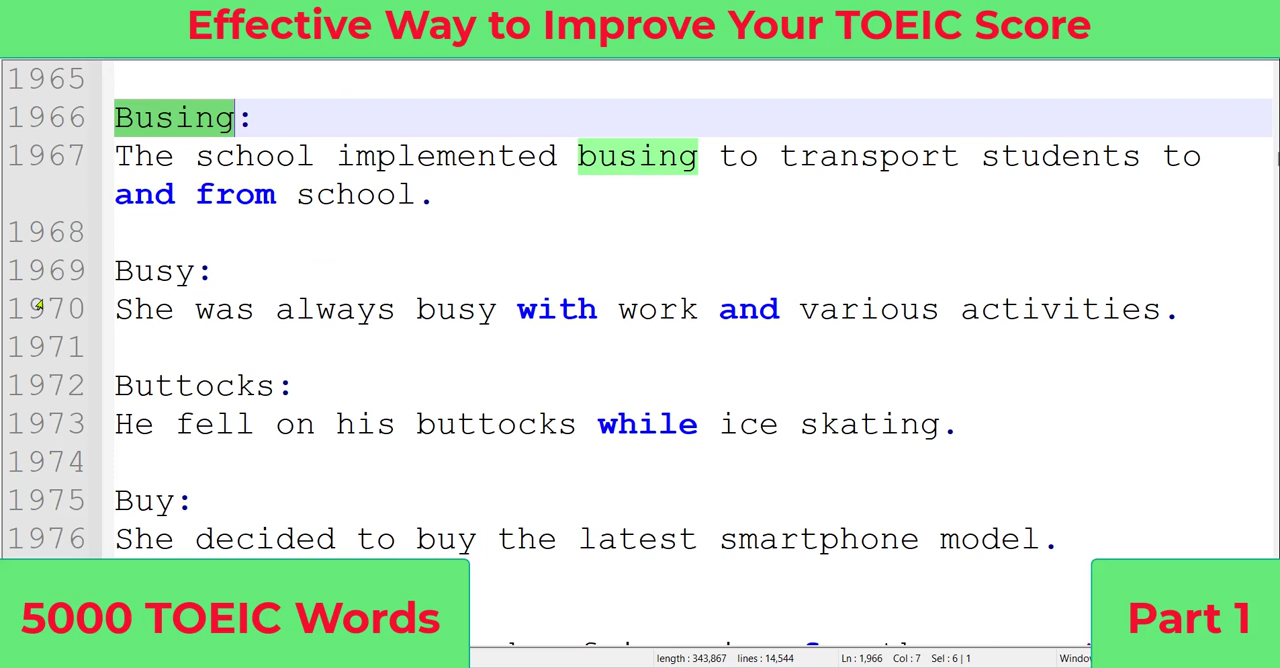 Effective Way to Improve Your TOEIC Score
1965
1966 Busing:
1967 The school implemented busing to transport students to
and from school.
1968
1969 Busy:
1970 She was always busy with work and various activities.
1971
1972 Buttocks:
1973 He fell on his buttocks while ice skating.
1974
1975 Buy:
1976 She decided to buy the latest smartphone model.
5000 TOEIC Words
Part 1
length : 343,867 lines : 14,544 Ln : 1,966 Col : 7 Sel : 6 | 1